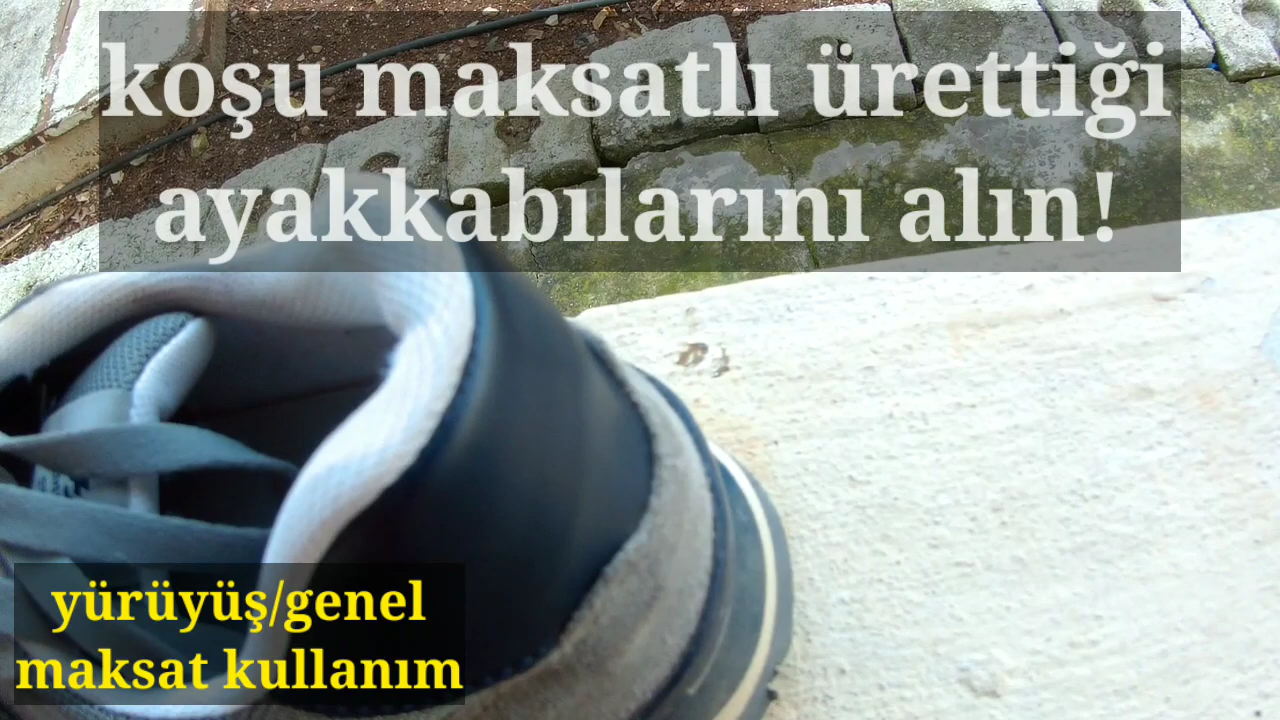 koşu maksatlı ürettiği
ayakkabılarını alın!
yürüyüş/genel
maksat kullanım